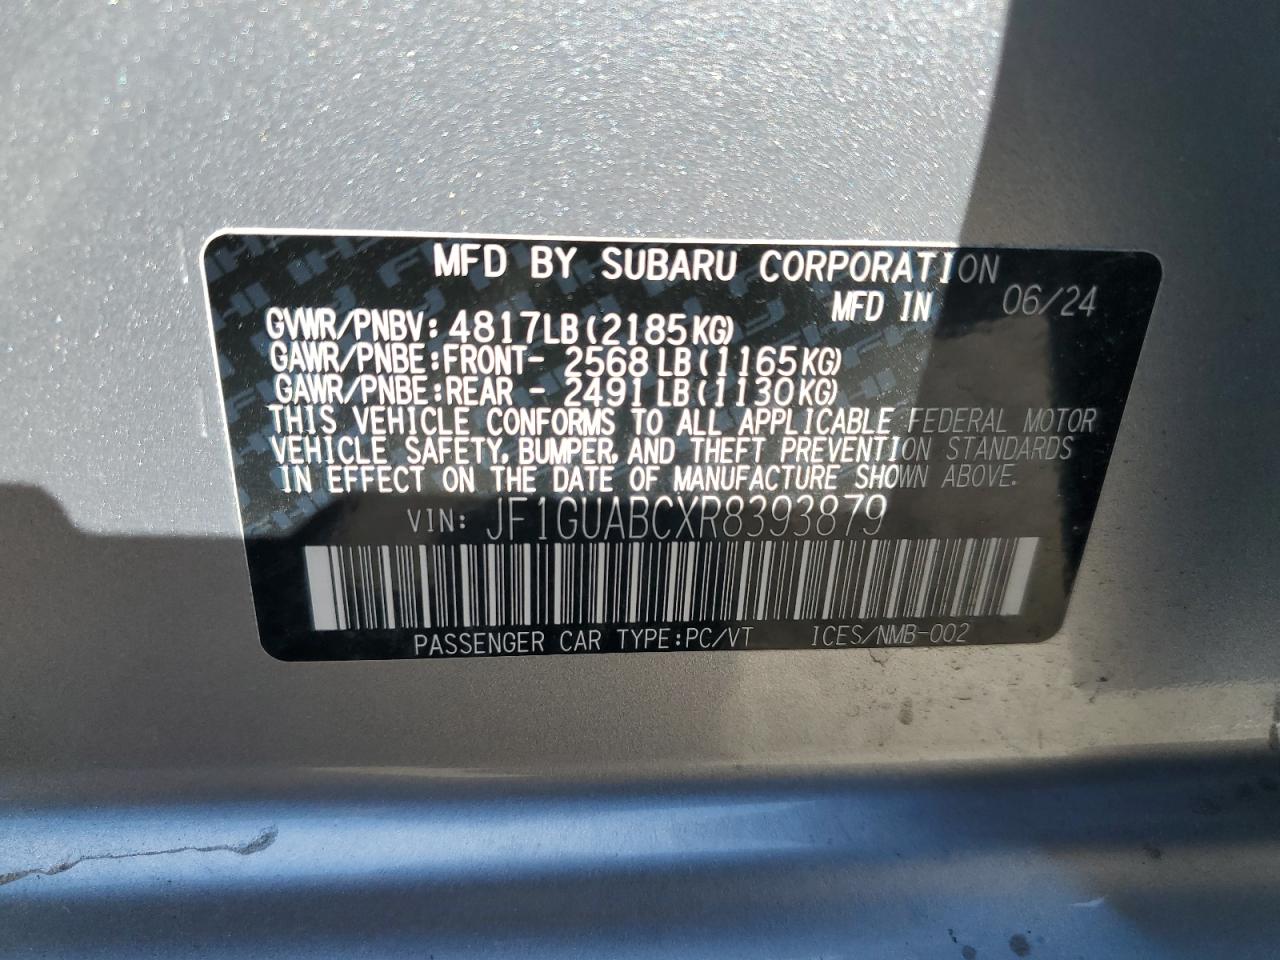 MFD BY SUBARU CORPORATION
MFD IN 06/24
GVWR/PNBV: 4817LB(2185KG)
GAWR/PNBE:FRONT- 2568LB(1165KG)
GAWR/PNBE:REAR - 2491LB(1130KG)
THIS VEHICLE CONFORMS TO ALL APPLICABLE FEDERAL MOTOR
VEHICLE SAFETY, BUMPER, AND THEFT PREVENTION STANDARDS
IN EFFECT ON THE DATE OF MANUFACTURE SHOWN ABOVE.
VIN: JF1GUABCXR8393879
PASSENGER CAR TYPE:PC/VT ICES/NMB-002